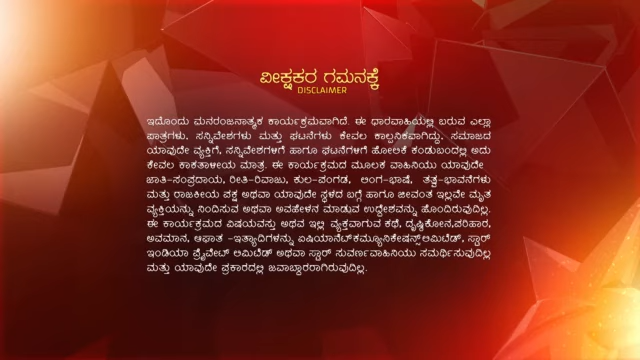 ವೀಕ್ಷಕರ ಗಮನಕ್ಕೆ
DISCLAIMER
ಇದೊಂದು ಮನರಂಜನಾತ್ಮಕ ಕಾರ್ಯಕ್ರಮವಾಗಿದೆ. ಈ ಧಾರವಾಹಿಯಲ್ಲಿ ಬರುವ ಎಲ್ಲಾ
ಪಾತ್ರಗಳು, ಸನ್ನಿವೇಶಗಳು ಮತ್ತು ಘಟನೆಗಳು ಕೇವಲ ಕಾಲ್ಪನಿಕವಾಗಿದ್ದು, ಸಮಾಜದ
ಯಾವುದೇ ವ್ಯಕ್ತಿಗೆ, ಸನ್ನಿವೇಶಗಳಿಗೆ ಹಾಗೂ ಘಟನೆಗಳಿಗೆ ಹೋಲಿಕೆ ಕಂಡುಬಂದಲ್ಲಿ ಅದು
ಕೇವಲ ಕಾಕತಾಳೀಯ ಮಾತ್ರ. ಈ ಕಾರ್ಯಕ್ರಮದ ಮೂಲಕ ವಾಹಿನಿಯು ಯಾವುದೇ
ಜಾತಿ-ಸಂಪ್ರದಾಯ, ರೀತಿ-ರಿವಾಜು, ಕುಲ-ಪಂಗಡ, ಲಿಂಗ-ಭಾಷೆ, ತತ್ವ-ಭಾವನೆಗಳು
ಮತ್ತು ರಾಜಕೀಯ ಪಕ್ಷ ಅಥವಾ ಯಾವುದೇ ಸ್ಥಳದ ಬಗ್ಗೆ ಹಾಗೂ ಜೀವಂತ ಇಲ್ಲವೇ ಮೃತ
ವ್ಯಕ್ತಿಯನ್ನು ನಿಂದಿಸುವ ಅಥವಾ ಅವಹೇಳನ ಮಾಡುವ ಉದ್ದೇಶವನ್ನು ಹೊಂದಿರುವುದಿಲ್ಲ.
ಈ ಕಾರ್ಯಕ್ರಮದ ವಿಷಯವಸ್ತು ಅಥವ ಇಲ್ಲಿ ವ್ಯಕ್ತವಾಗುವ ಕಥೆ, ದೃಷ್ಟಿಕೋನ,ಪರಿಹಾರ,
ಅವಮಾನ, ಆಘಾತ -ಇತ್ಯಾದಿಗಳನ್ನು ಏಷಿಯಾನೆಟ್‌ಕಮ್ಯೂನಿಕೇಷನ್ಸ್ ಲಿಮಿಟೆಡ್, ಸ್ಟಾರ್
ಇಂಡಿಯಾ ಪ್ರೈವೇಟ್ ಲಿಮಿಟೆಡ್ ಅಥವಾ ಸ್ಟಾರ್ ಸುವರ್ಣವಾಹಿನಿಯು ಸಮರ್ಥಿಸುವುದಿಲ್ಲ
ಮತ್ತು ಯಾವುದೇ ಪ್ರಕಾರದಲ್ಲಿ ಜವಾಬ್ದಾರರಾಗಿರುವುದಿಲ್ಲ.